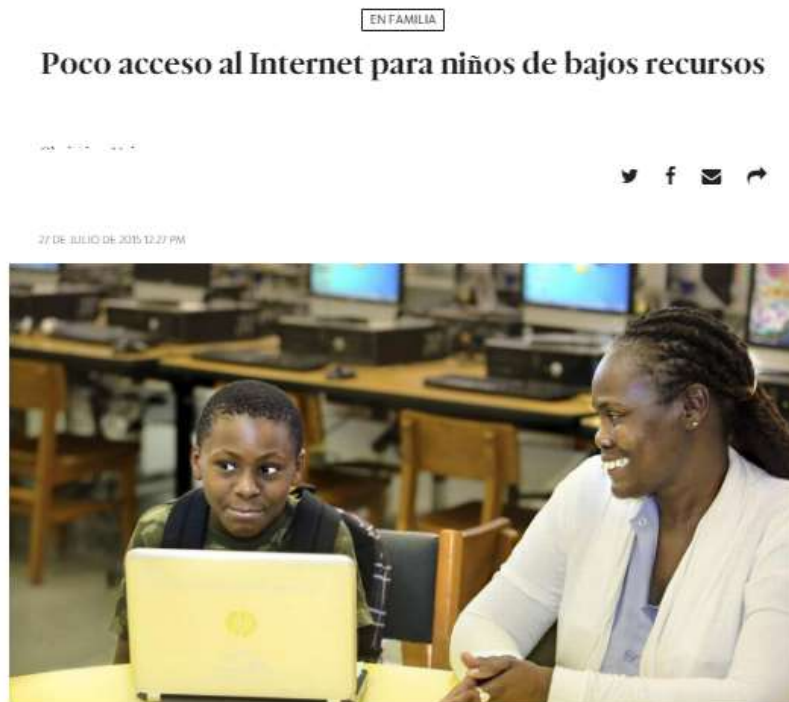 EN FAMILIA
Poco acceso al Internet para niños de bajos recursos
27 DE JULIO DE 2015 12:27 PM
hp